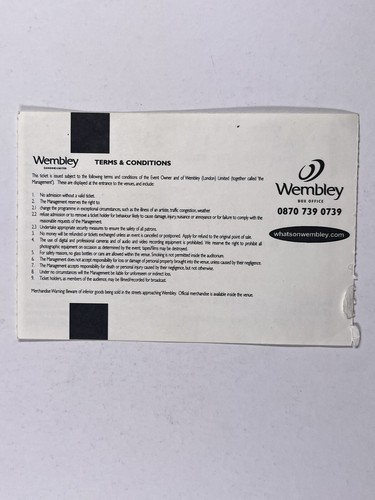 Wembley
TERMS & CONDITIONS
This ticket is issued subject to the following terms and conditions of the Event Owner and of Wembley (London) Limited (together called "the
Management"). These are displayed at the entrance to the venue, and include:
1. No admission without a valid ticket.
2. The Management reserves the right to:
2.1 change the programme in exceptional circumstances, such as the illness of an artiste, traffic congestion, weather.
2.2 refuse admission or to remove a ticket holder for behaviour likely to cause damage, injury, nuisance or annoyance or for failure to comply with the
reasonable requests of the Management.
2.3 Undertake appropriate security measures to ensure the safety of all patrons.
3. No money will be refunded or tickets exchanged unless an event is cancelled or postponed. Apply for refund to the original point of sale.
4. The use of digital and professional cameras and of audio and video recording equipment is prohibited. We reserve the right to prohibit all
photographic equipment on occasion as determined by the event; tapes/films may be destroyed.
5. For safety reasons, no glass bottles or cans are allowed within the venue. Smoking is not permitted inside the auditorium.
6. The Management does not accept responsibility for loss or damage of personal property brought into the venue, unless caused by their negligence.
7. The Management accepts responsibility for death or personal injury caused by their negligence, but not otherwise.
8. Under no circumstances will the Management be liable for unforeseen or indirect loss.
9. Ticket holders, as members of the audience, may be filmed/recorded for broadcast.
Merchandise Warning: Beware of inferior goods being sold in the streets approaching Wembley. Official merchandise is available inside the venue.
Wembley
BOX OFFICE
0870 739 0739
whatsonwembley.com